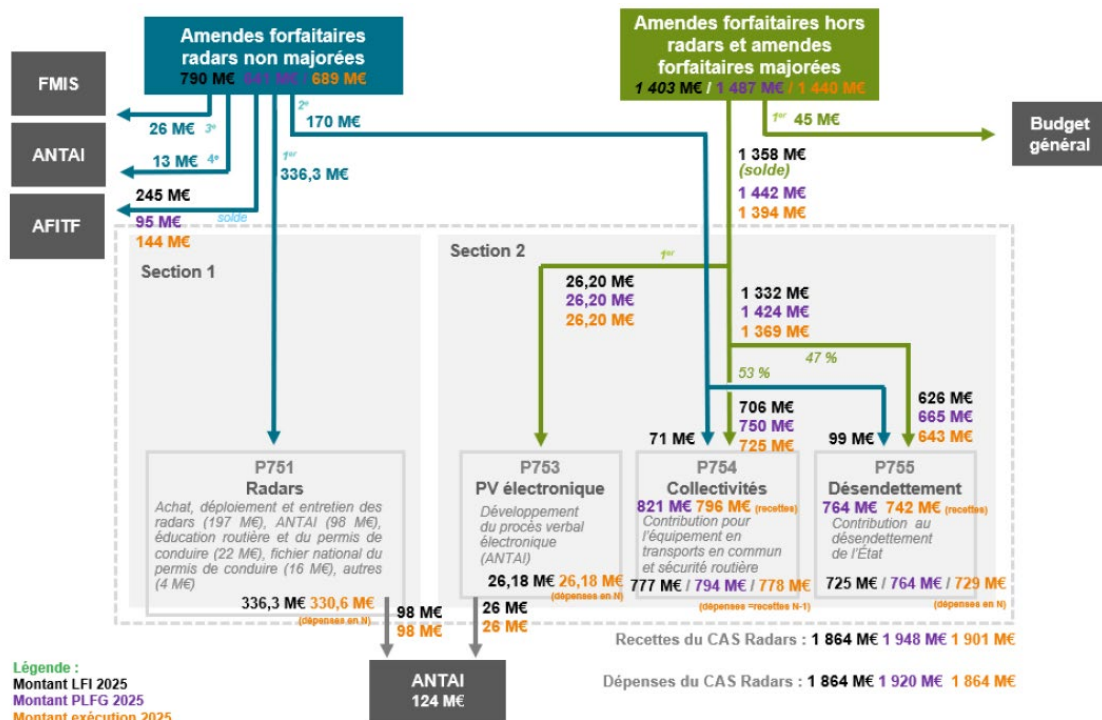 Amendes forfaitaires
radars non majorées
790 M€ 641 M€ / 689 M€
Amendes forfaitaires hors
radars et amendes
forfaitaires majorées
1 403 M€ / 1 487 M€ / 1 440 M€
FMIS
ANTAI
AFITF
Budget
général
26 M€ 3e
13 M€ 4e
245 M€
95 M€
144 M€
solde
2e
170 M€
1er
336,3 M€
1er 45 M€
1 358 M€
(solde)
1 442 M€
1 394 M€
Section 1
Section 2
1er
26,20 M€
26,20 M€
26,20 M€
1 332 M€
1 424 M€
1 369 M€
47 %
53 %
706 M€
750 M€
725 M€
71 M€
626 M€
665 M€
643 M€
99 M€
P751
Radars
Achat, déploiement et entretien des
radars (197 M€), ANTAI (98 M€),
éducation routière et du permis de
conduire (22 M€), fichier national du
permis de conduire (16 M€), autres
(4 M€)
336,3 M€ 330,6 M€
(dépenses en N)
98 M€
98 M€
P753
PV électronique
Développement
du procès verbal
électronique
(ANTAI)
26,18 M€ 26,18 M€
(dépenses en N)
26 M€
26 M€
P754
Collectivités
821 M€ 796 M€ (recettes)
Contribution pour
l'équipement en
transports en commun
et sécurité routière
777 M€ / 794 M€ / 778 M€
(dépenses =recettes N-1)
P755
Désendettement
764 M€ 742 M€ (recettes)
Contribution au
désendettement
de l'État
725 M€ / 764 M€ / 729 M€
(dépenses en N)
ANTAI
124 M€
Recettes du CAS Radars : 1 864 M€ 1 948 M€ 1 901 M€
Dépenses du CAS Radars : 1 864 M€ 1 920 M€ 1 864 M€
Légende :
Montant LFI 2025
Montant PLFG 2025
Montant exécution 2025